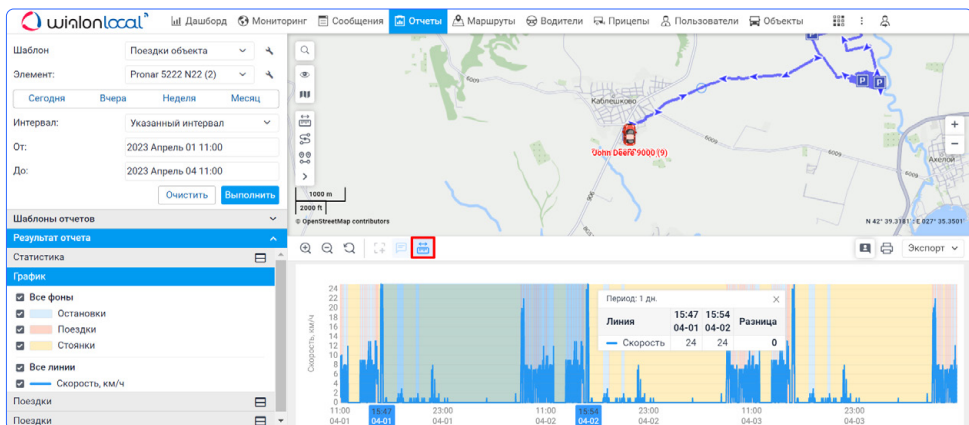 wialon local
Дашборд
Мониторинг
Сообщения
Отчеты
Маршруты
Водители
Прицепы
Пользователи
Объекты
Шаблон
Поездки объекта
Элемент:
Pronar 5222 N22 (2)
Сегодня
Вчера
Неделя
Месяц
Интервал:
Указанный интервал
От:
2023 Апрель 01 11:00
До:
2023 Апрель 04 11:00
Очистить
Выполнить
Шаблоны отчетов
Результат отчета
Статистика
График
Все фоны
Остановки
Поездки
Стоянки
Все линии
Скорость, км/ч
Поездки
Поездки
6009
Каблешково
John Deere 9000 (9)
6009
6009
906
Ахелой
P
P
+
−
1000 m
2000 ft
© OpenStreetMap contributors
N 42° 39.3181' : E 027° 35.3501'
Экспорт
Скорость, км/ч
24
22
20
18
16
14
12
10
8
6
4
2
0
Период: 1 дн.
Линия
15:47 04-01
15:54 04-02
Разница
Скорость
24
24
0
11:00 04-01
15:47 04-01
23:00 04-01
11:00 04-02
15:54 04-02
23:00 04-02
11:00 04-03
23:00 04-03